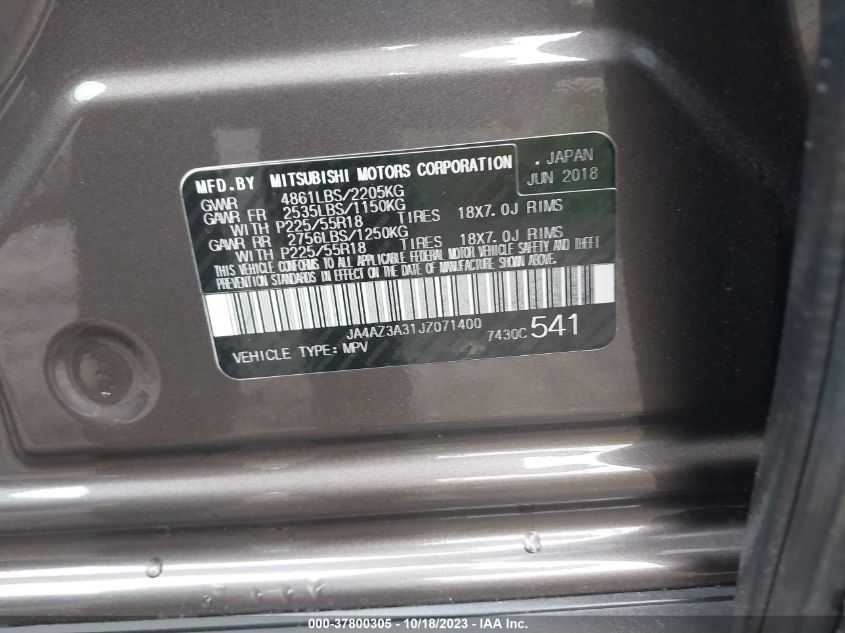 MFD.BY MITSUBISHI MOTORS CORPORATION
. JAPAN
JUN 2018
GVWR 4861LBS/2205KG
GAWR FR 2535LBS/1150KG
WITH P225/55R18 TIRES 18X7.0J RIMS
GAWR RR 2756LBS/1250KG
WITH P225/55R18 TIRES 18X7.0J RIMS
THIS VEHICLE CONFORMS TO ALL APPLICABLE FEDERAL MOTOR VEHICLE SAFETY AND THEFT
PREVENTION STANDARDS IN EFFECT ON THE DATE OF MANUFACTURE SHOWN ABOVE.
JA4AZ3A31JZ071400
VEHICLE TYPE: MPV
7430C 541
000-37800305 - 10/18/2023 - IAA Inc.